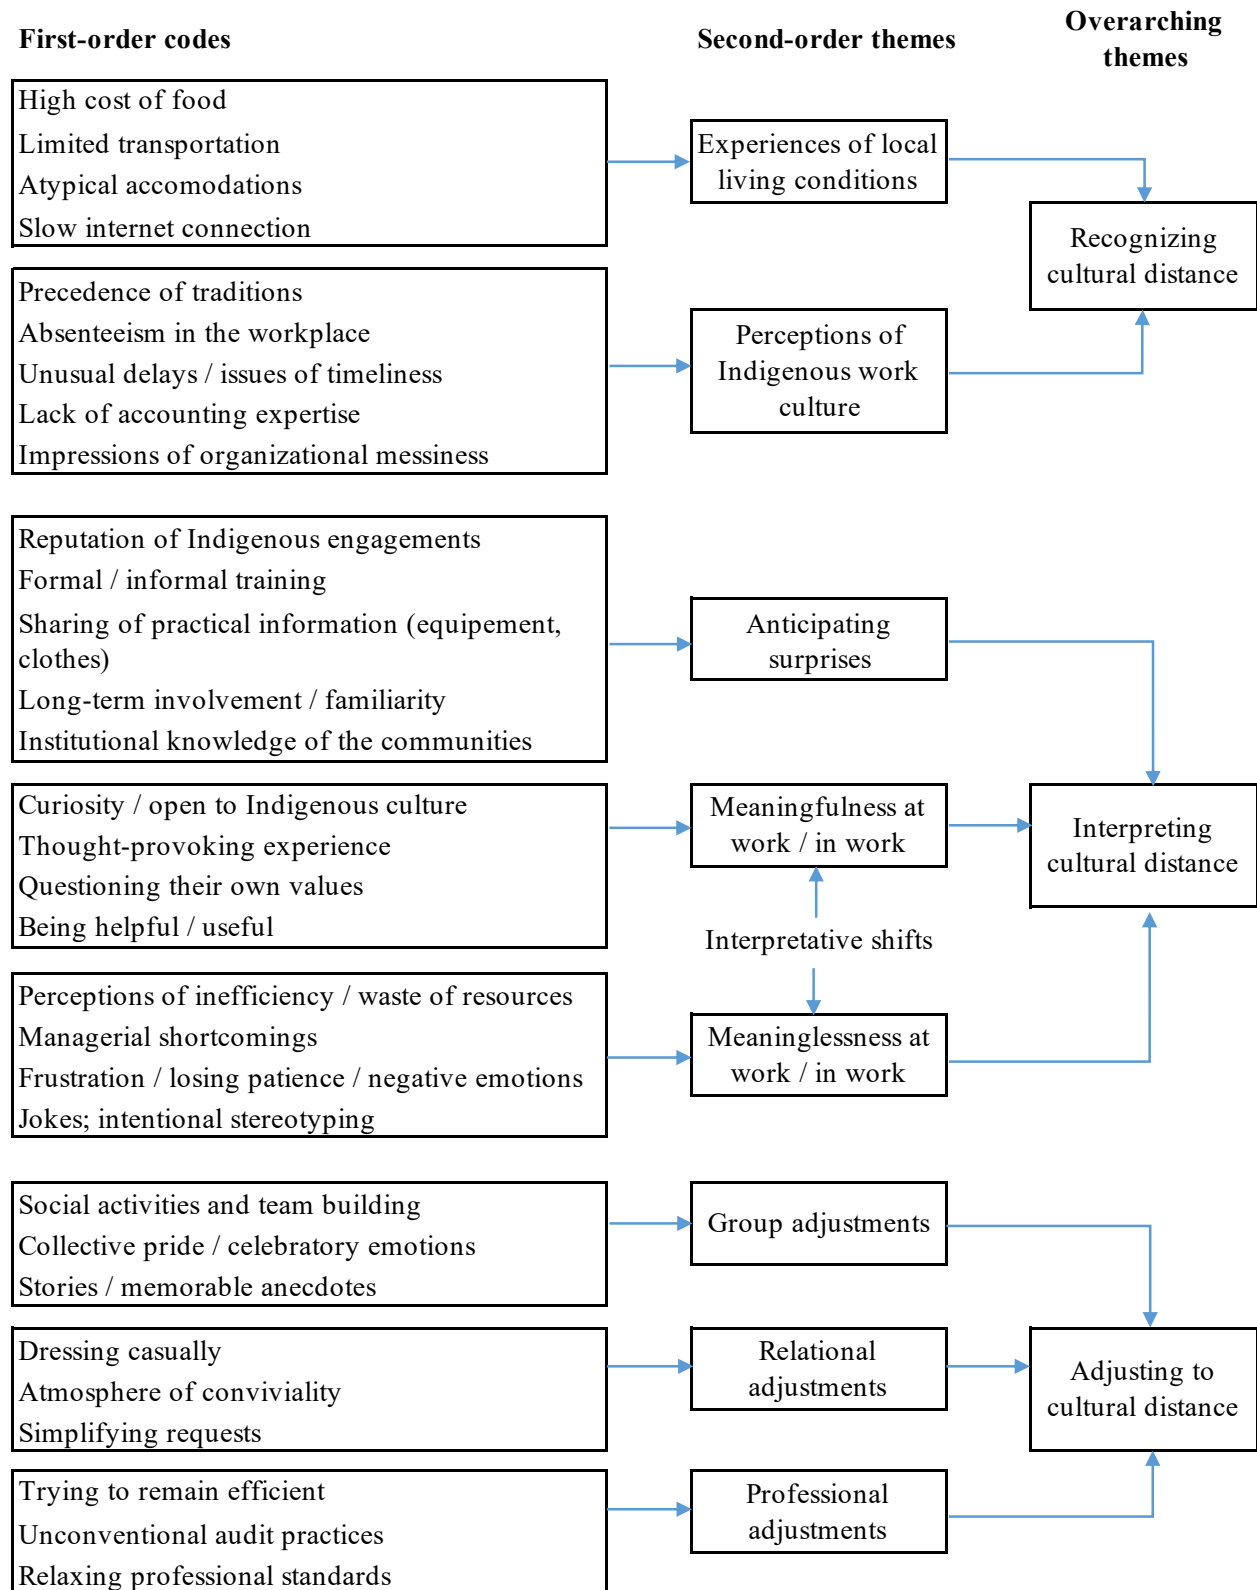 First-order codes
Second-order themes
Overarching
themes
High cost of food
Limited transportation
Atypical accomodations
Slow internet connection
Experiences of local
living conditions
Recognizing
cultural distance
Precedence of traditions
Absenteeism in the workplace
Unusual delays / issues of timeliness
Lack of accounting expertise
Impressions of organizational messiness
Perceptions of
Indigenous work
culture
Reputation of Indigenous engagements
Formal / informal training
Sharing of practical information (equipement,
clothes)
Long-term involvement / familiarity
Institutional knowledge of the communities
Anticipating
surprises
Curiosity / open to Indigenous culture
Thought-provoking experience
Questioning their own values
Being helpful / useful
Meaningfulness at
work / in work
Interpreting
cultural distance
Interpretative shifts
Perceptions of inefficiency / waste of resources
Managerial shortcomings
Frustration / losing patience / negative emotions
Jokes; intentional stereotyping
Meaninglessness at
work / in work
Social activities and team building
Collective pride / celebratory emotions
Stories / memorable anecdotes
Group adjustments
Dressing casually
Atmosphere of conviviality
Simplifying requests
Relational
adjustments
Adjusting to
cultural distance
Trying to remain efficient
Unconventional audit practices
Relaxing professional standards
Professional
adjustments